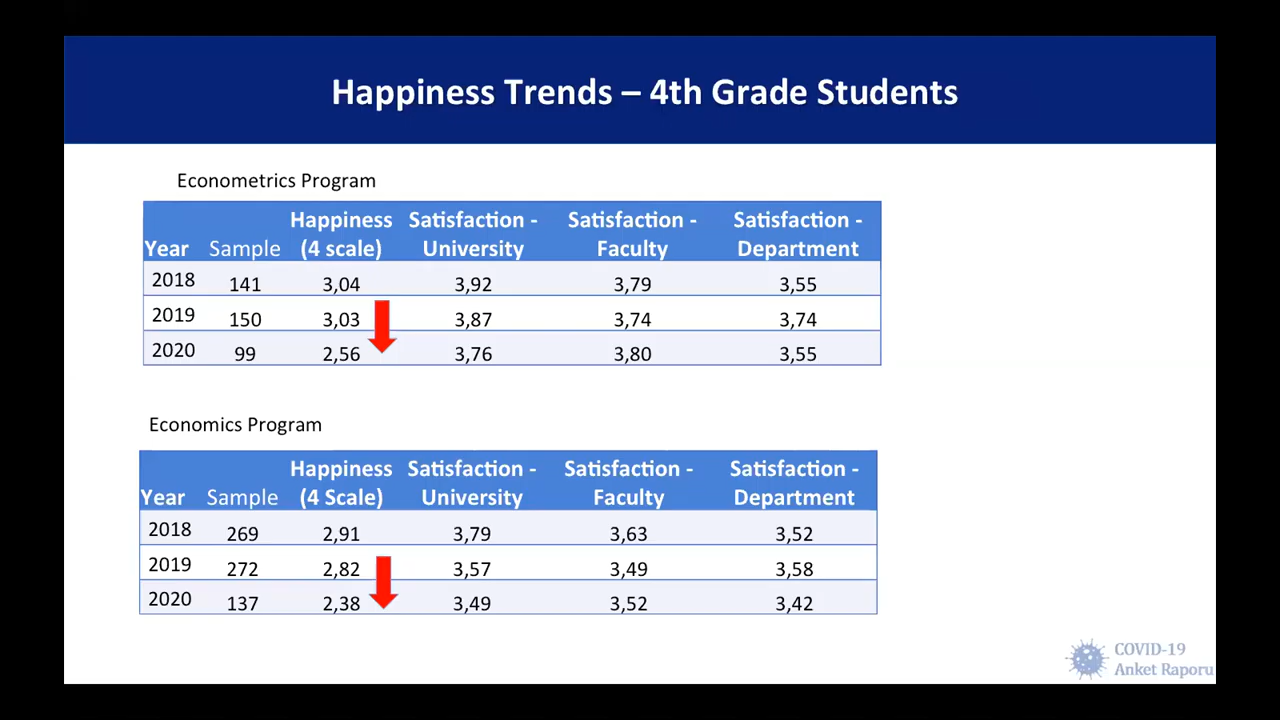 Happiness Trends – 4th Grade Students
Econometrics Program
Year Sample Happiness (4 scale) Satisfaction - University Satisfaction - Faculty Satisfaction - Department
2018 141 3,04 3,92 3,79 3,55
2019 150 3,03 3,87 3,74 3,74
2020 99 2,56 3,76 3,80 3,55
Economics Program
Year Sample Happiness (4 Scale) Satisfaction - University Satisfaction - Faculty Satisfaction - Department
2018 269 2,91 3,79 3,63 3,52
2019 272 2,82 3,57 3,49 3,58
2020 137 2,38 3,49 3,52 3,42
COVID-19
Anket Raporu